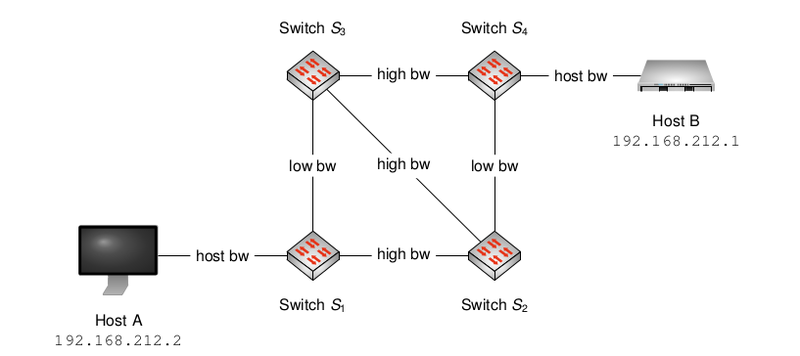 Switch S3
Switch S4
high bw
host bw
Host B
192.168.212.1
low bw
high bw
low bw
host bw
high bw
Switch S1
Switch S2
Host A
192.168.212.2